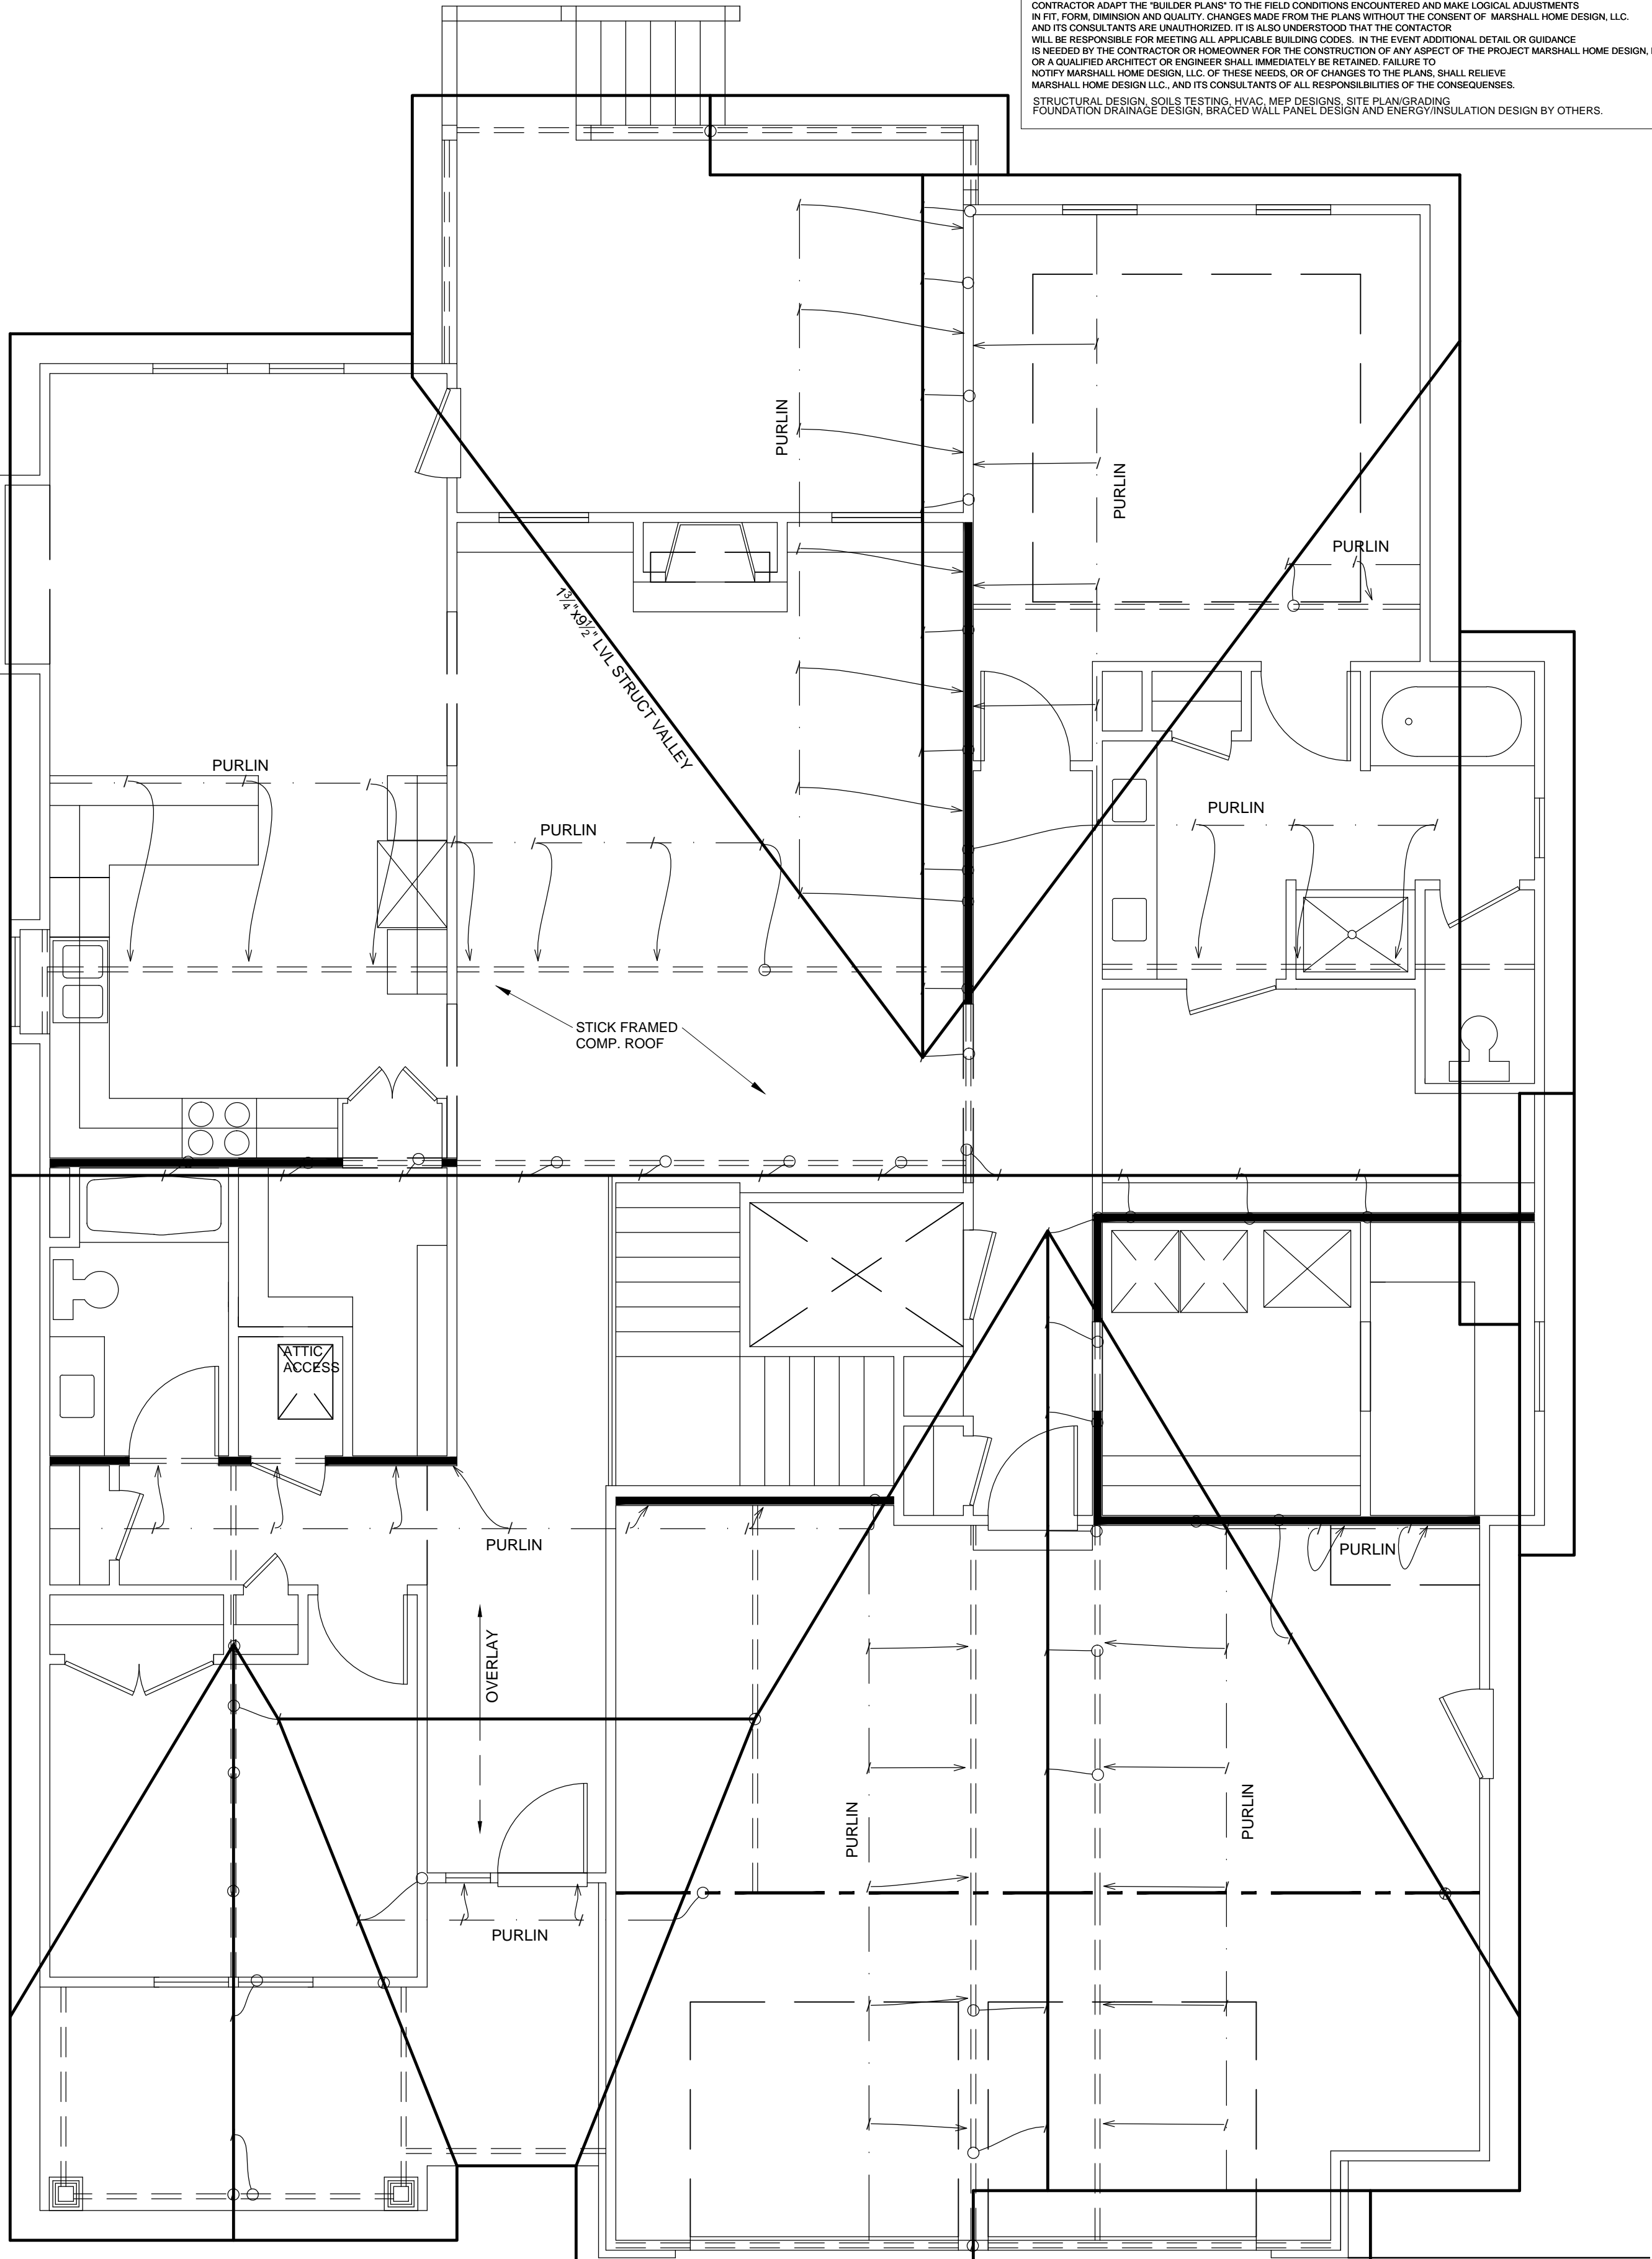 CONTRACTOR ADAPT THE "BUILDER PLANS" TO THE FIELD CONDITIONS ENCOUNTERED AND MAKE LOGICAL ADJUSTMENTS
IN FIT, FORM, DIMINSION AND QUALITY. CHANGES MADE FROM THE PLANS WITHOUT THE CONSENT OF MARSHALL HOME DESIGN, LLC.
AND ITS CONSULTANTS ARE UNAUTHORIZED. IT IS ALSO UNDERSTOOD THAT THE CONTACTOR
WILL BE RESPONSIBLE FOR MEETING ALL APPLICABLE BUILDING CODES. IN THE EVENT ADDITIONAL DETAIL OR GUIDANCE
IS NEEDED BY THE CONTRACTOR OR HOMEOWNER FOR THE CONSTRUCTION OF ANY ASPECT OF THE PROJECT MARSHALL HOME DESIGN,
OR A QUALIFIED ARCHITECT OR ENGINEER SHALL IMMEDIATELY BE RETAINED. FAILURE TO
NOTIFY MARSHALL HOME DESIGN, LLC. OF THESE NEEDS, OR OF CHANGES TO THE PLANS, SHALL RELIEVE
MARSHALL HOME DESIGN LLC., AND ITS CONSULTANTS OF ALL RESPONSILBILITIES OF THE CONSEQUENSES.
STRUCTURAL DESIGN, SOILS TESTING, HVAC, MEP DESIGNS, SITE PLAN/GRADING
FOUNDATION DRAINAGE DESIGN, BRACED WALL PANEL DESIGN AND ENERGY/INSULATION DESIGN BY OTHERS.
PURLIN
PURLIN
PURLIN
1 3/4"x9 1/2" LVL STRUCT VALLEY
PURLIN
PURLIN
PURLIN
STICK FRAMED
COMP. ROOF
ATTIC
ACCESS
PURLIN
PURLIN
OVERLAY
PURLIN
PURLIN
PURLIN